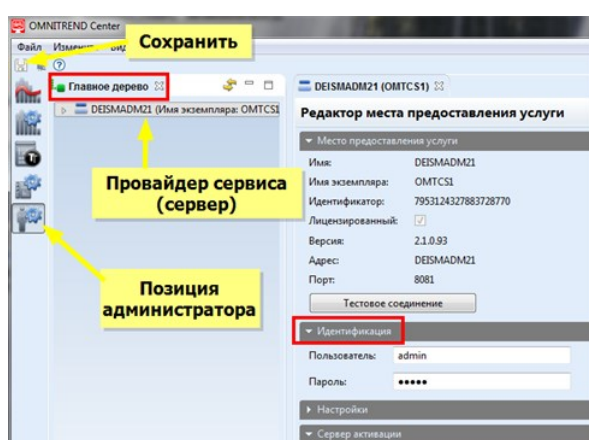 OMNITREND Center
Файл
Сохранить
Главное дерево
DEISMADM21 (OMTCS1)
DEISMADM21 (Имя экземпляра: OMTCS1
Редактор места предоставления услуги
Место предоставления услуги
Имя: DEISMADM21
Имя экземпляра: OMTCS1
Идентификатор: 7953124327883728770
Лицензированный:
Версия: 2.1.0.93
Адрес: DEISMADM21
Порт: 8081
Тестовое соединение
Провайдер сервиса
(сервер)
Позиция
администратора
Идентификация
Пользователь: admin
Пароль: •••••
Настройки
Сервер активации